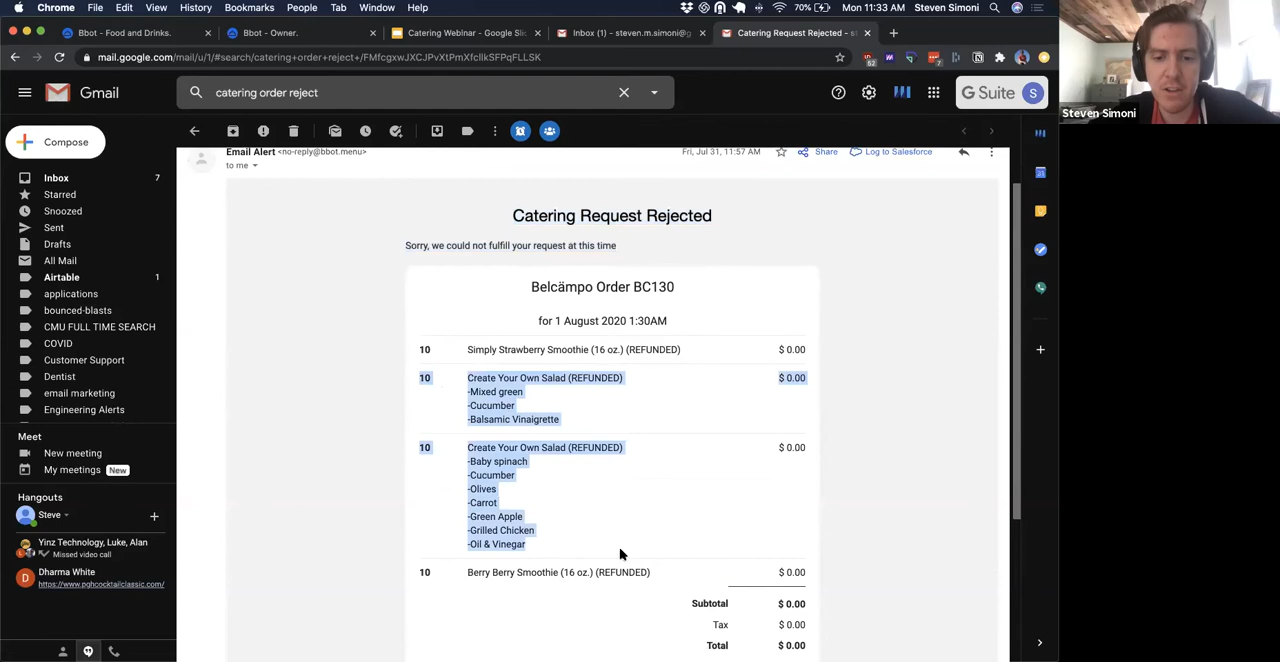 Chrome File Edit View History Bookmarks People Tab Window Help 70% Mon 11:33 AM Steven Simoni
Bbot - Food and Drinks. Bbot - Owner. Catering Webinar - Google Slid Inbox (1) - steven.m.simoni@g Catering Request Rejected - s
mail.google.com/mail/u/1/#search/catering+order+reject+/FMfcgxwJXCJPvXtPmXfcllkSFPqFLLSK
52
7
Gmail
catering order reject
G Suite S
Compose
Inbox 7
Starred
Snoozed
Sent
Drafts
All Mail
Airtable 1
applications
bounced-blasts
CMU FULL TIME SEARCH
COVID
Customer Support
Dentist
email marketing
Engineering Alerts
Meet
New meeting
My meetings New
Hangouts
Steve
Yinz Technology, Luke, Alan
Missed video call
D Dharma White
https://www.pghcocktailclassic.com/
Email Alert <no-reply@bbot.menu>
to me
Fri, Jul 31, 11:57 AM Share Log to Salesforce
Catering Request Rejected
Sorry, we could not fulfill your request at this time
Belcämpo Order BC130
for 1 August 2020 1:30AM
10 Simply Strawberry Smoothie (16 oz.) (REFUNDED) $ 0.00
10 Create Your Own Salad (REFUNDED) $ 0.00
-Mixed green
-Cucumber
-Balsamic Vinaigrette
10 Create Your Own Salad (REFUNDED) $ 0.00
-Baby spinach
-Cucumber
-Olives
-Carrot
-Green Apple
-Grilled Chicken
-Oil & Vinegar
10 Berry Berry Smoothie (16 oz.) (REFUNDED) $ 0.00
Subtotal $ 0.00
Tax $ 0.00
Total $ 0.00
Steven Simoni